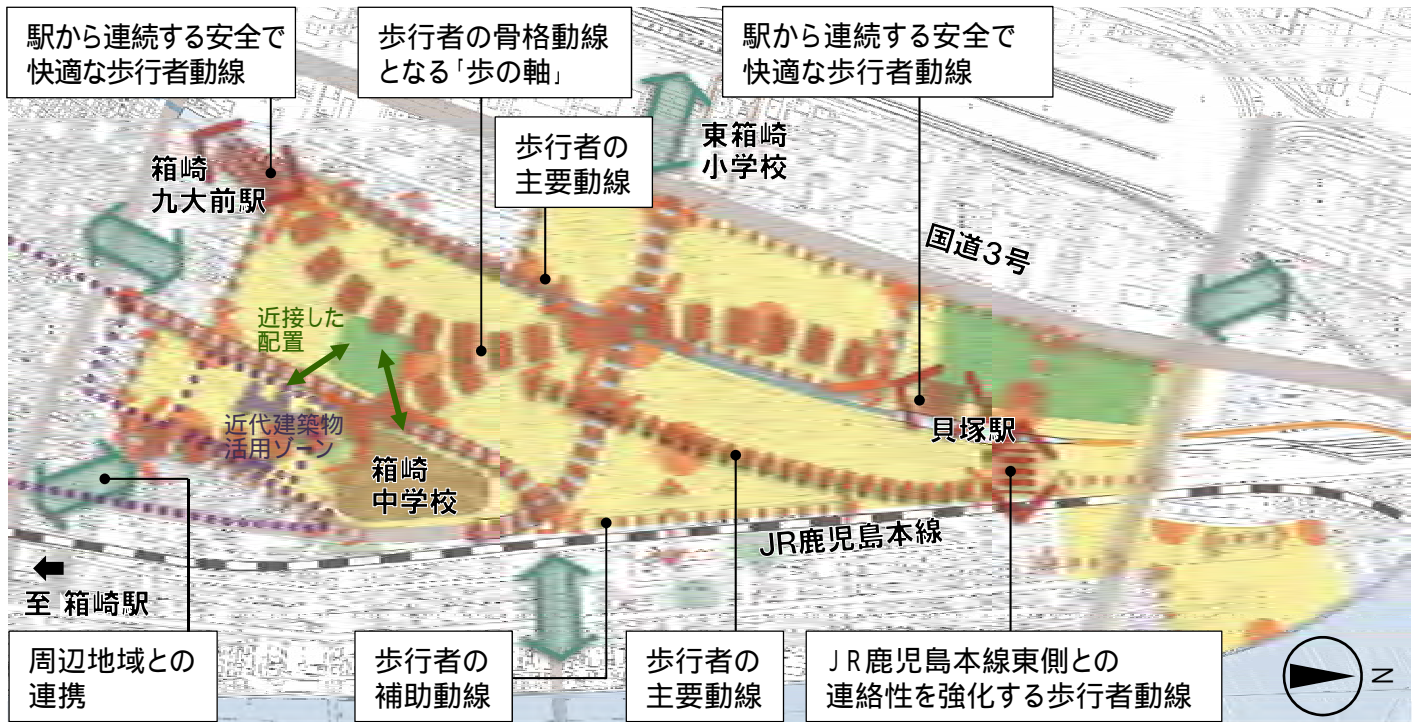 駅から連続する安全で
快適な歩行者動線
歩行者の骨格動線
となる「歩の軸」
駅から連続する安全で
快適な歩行者動線
歩行者の
主要動線
東箱崎
小学校
箱崎
九大前駅
国道3号
近接した
配置
近代建築物
活用ゾーン
箱崎
中学校
貝塚駅
JR鹿児島本線
至 箱崎駅
周辺地域との
連携
歩行者の
補助動線
歩行者の
主要動線
JR鹿児島本線東側との
連絡性を強化する歩行者動線
N